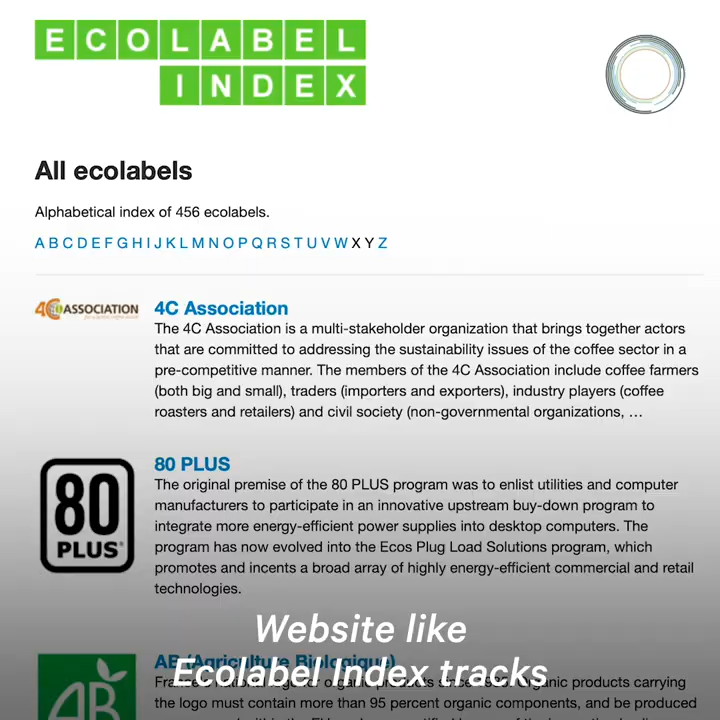 ECOLABEL
INDEX
All ecolabels
Alphabetical index of 456 ecolabels.
A B C D E F G H I J K L M N O P Q R S T U V W X Y Z
4C ASSOCIATION
4C Association
The 4C Association is a multi-stakeholder organization that brings together actors
that are committed to addressing the sustainability issues of the coffee sector in a
pre-competitive manner. The members of the 4C Association include coffee farmers
(both big and small), traders (importers and exporters), industry players (coffee
roasters and retailers) and civil society (non-governmental organizations, …
80
PLUS
80 PLUS
The original premise of the 80 PLUS program was to enlist utilities and computer
manufacturers to participate in an innovative upstream buy-down program to
integrate more energy-efficient power supplies into desktop computers. The
program has now evolved into the Ecos Plug Load Solutions program, which
promotes and incents a broad array of highly energy-efficient commercial and retail
technologies.
Website like
Ecolabel Index tracks
AB
AB (Agriculture Biologique)
organic products carrying
the logo must contain more than 95 percent organic components, and be produced